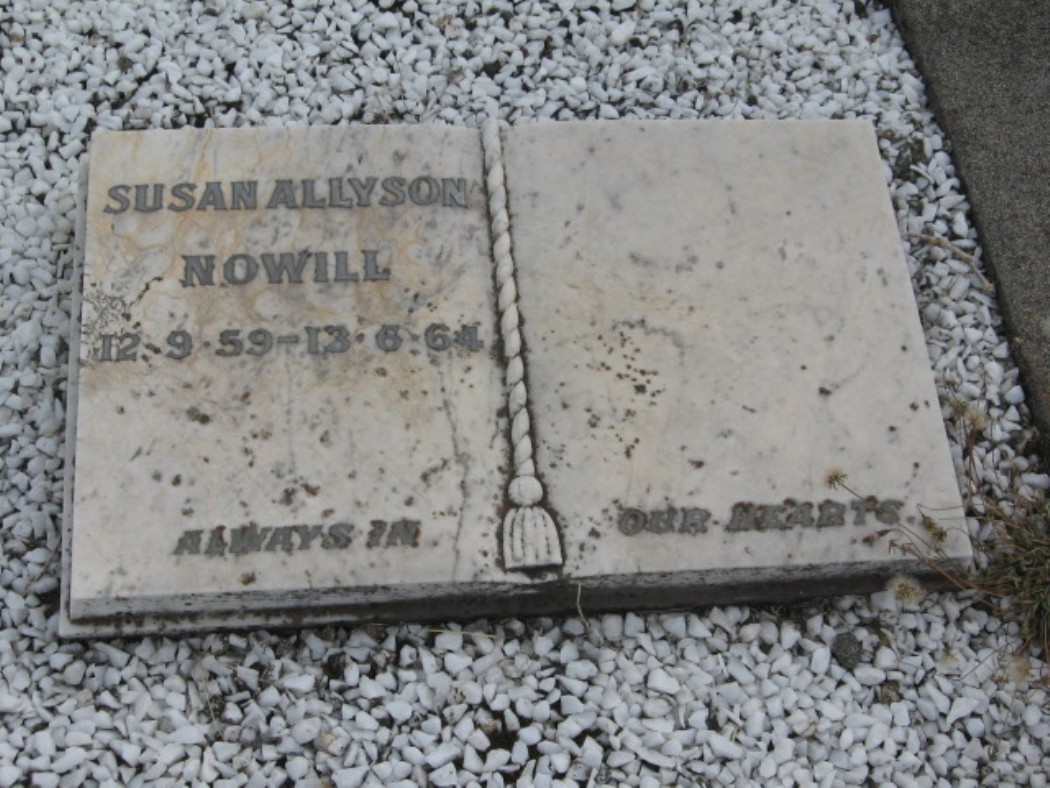 SUSAN ALLYSON
NOWILL
12·9·59-13·6·64
ALWAYS IN OUR HEARTS.